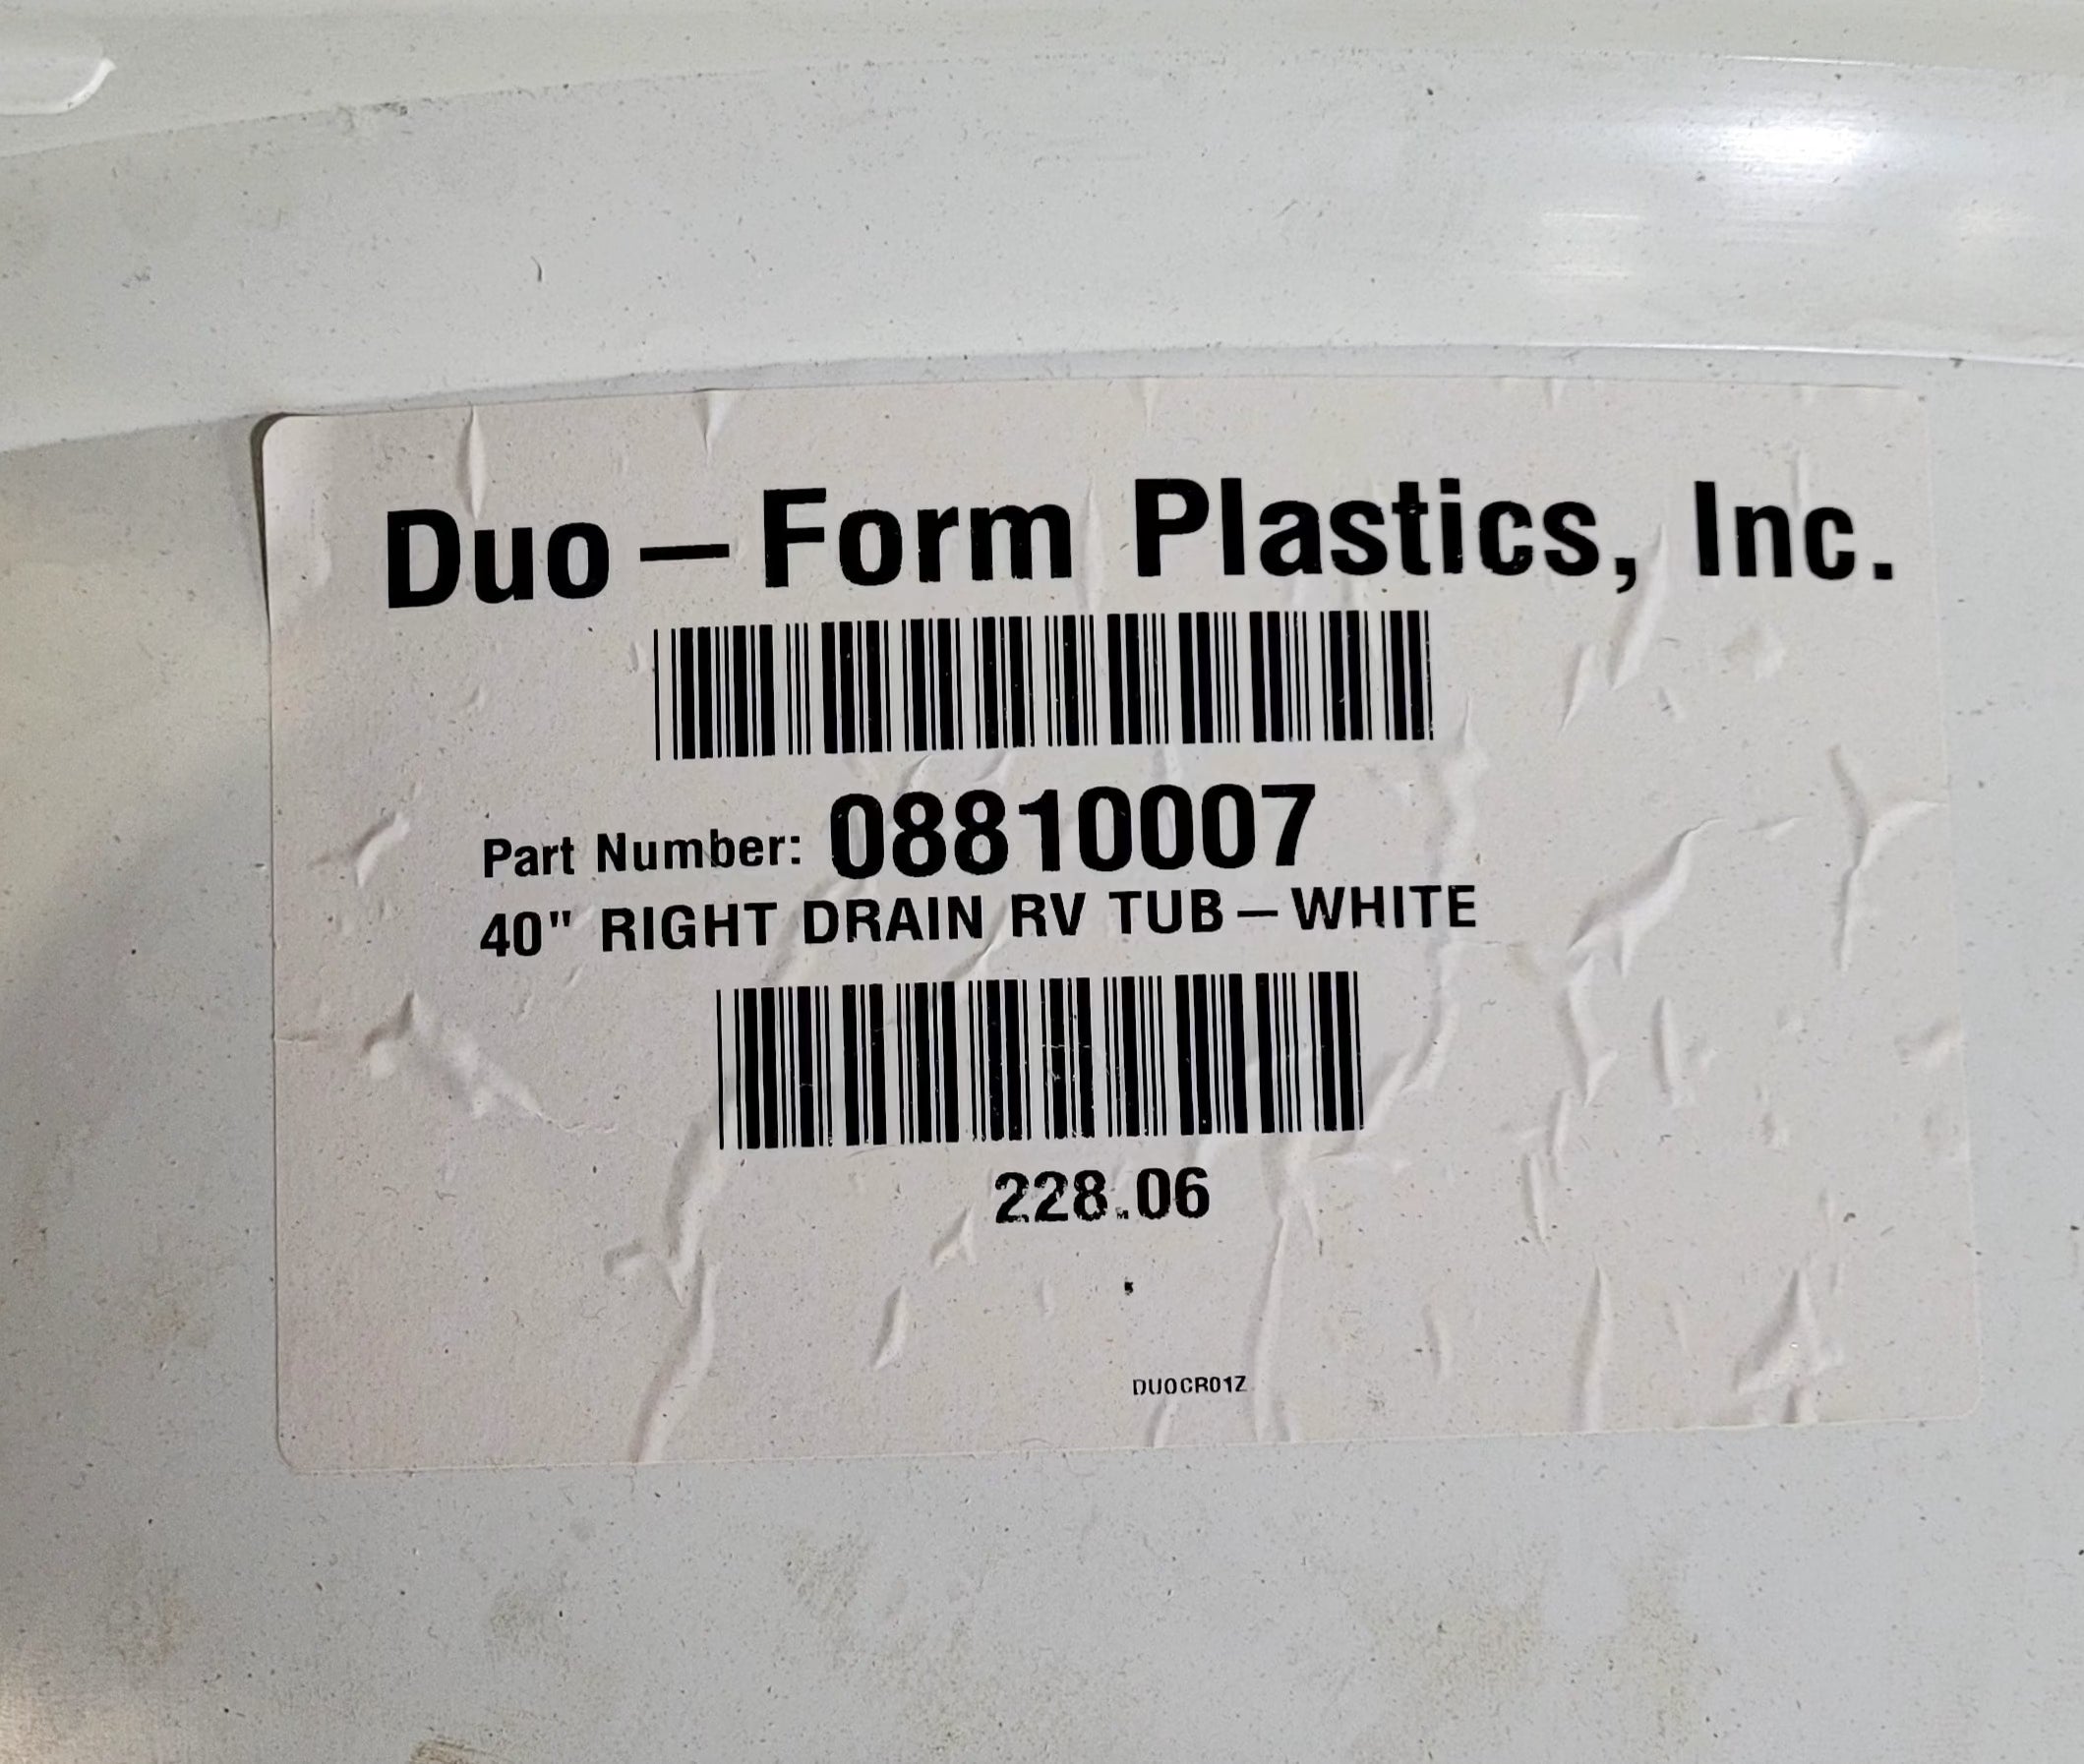 Duo-Form Plastics, Inc.
Part Number: 08810007
40" RIGHT DRAIN RV TUB-WHITE
228.06
DUOCR01Z